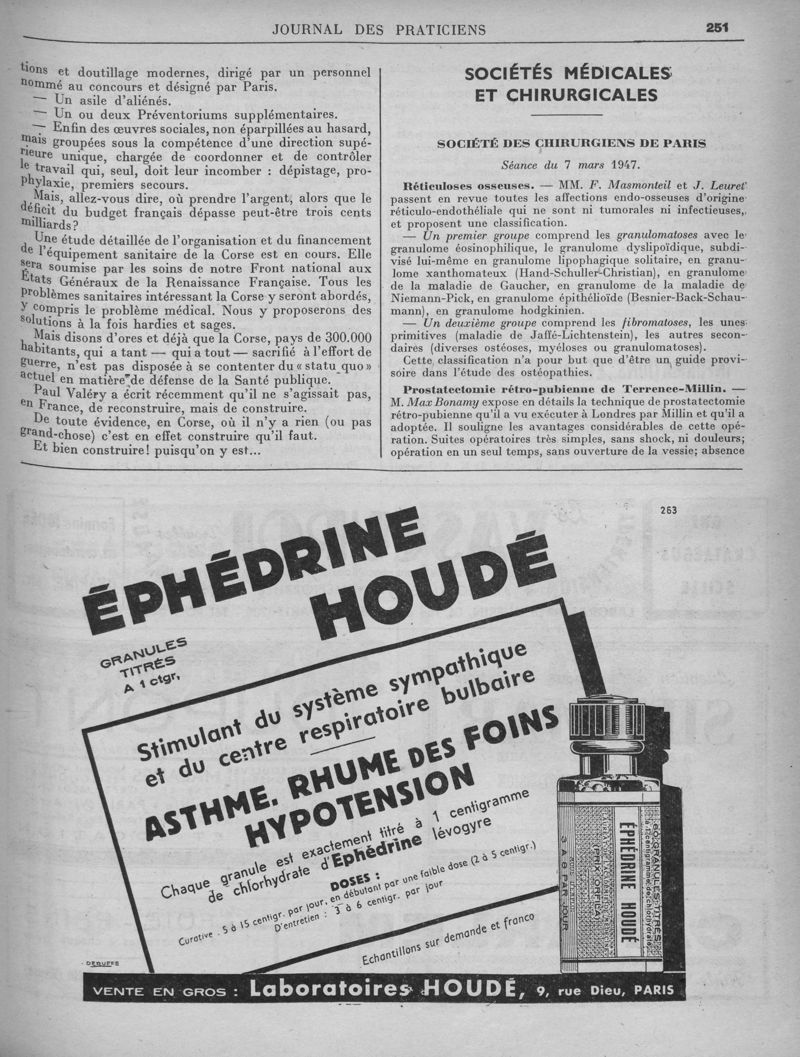 JOURNAL DES PRATICIENS
251
tions et doutillage modernes, dirigé par un personnel
nommé au concours et désigné par Paris.
— Un asile d'aliénés.
— Un ou deux Préventoriums supplémentaires.
— Enfin des œuvres sociales, non éparpillées au hasard,
mais groupées sous la compétence d'une direction supé-
rieure unique, chargée de coordonner et de contrôler
le travail qui, seul, doit leur incomber : dépistage, pro-
phylaxie, premiers secours.
Mais, allez-vous dire, où prendre l'argent, alors que le
déficit du budget français dépasse peut-être trois cents
milliards?
Une étude détaillée de l'organisation et du financement
de l'équipement sanitaire de la Corse est en cours. Elle
sera soumise par les soins de notre Front national aux
États Généraux de la Renaissance Française. Tous les
problèmes sanitaires intéressant la Corse y seront abordés,
y compris le problème médical. Nous y proposerons des
solutions à la fois hardies et sages.
Mais disons d'ores et déjà que la Corse, pays de 300.000
habitants, qui a tant — qui a tout — sacrifié à l'effort de
guerre, n'est pas disposée à se contenter du « statu quo »
actuel en matière de défense de la Santé publique.
Paul Valéry a écrit récemment qu'il ne s'agissait pas,
en France, de reconstruire, mais de construire.
De toute évidence, en Corse, où il n'y a rien (ou pas
grand-chose) c'est en effet construire qu'il faut.
Et bien construire! puisqu'on y est...
SOCIÉTÉS MÉDICALES
ET CHIRURGICALES
SOCIÉTÉ DES CHIRURGIENS DE PARIS
Séance du 7 mars 1947.
Réticuloses osseuses. — MM. F. Masmonteil et J. Leuret
passent en revue toutes les affections endo-osseuses d'origine
réticulo-endothéliale qui ne sont ni tumorales ni infectieuses,
et proposent une classification.
— Un premier groupe comprend les granulomatoses avec le
granulome éosinophilique, le granulome dyslipoïdique, subdi-
visé lui-même en granulome lipophagique solitaire, en granu-
lome xanthomateux (Hand-Schuller-Christian), en granulome
de la maladie de Gaucher, en granulome de la maladie de
Niemann-Pick, en granulome épithélioïde (Besnier-Back-Schau-
mann), en granulome hodgkinien.
— Un deuxième groupe comprend les fibromatoses, les unes
primitives (maladie de Jaffé-Lichtenstein), les autres secon-
daires (diverses ostéoses, myéloses ou granulomatoses).
Cette classification n'a pour but que d'être un guide provi-
soire dans l'étude des ostéopathies.
Prostatectomie rétro-pubienne de Terrence-Millin. —
M. Max Bonamy expose en détails la technique de prostatectomie
rétro-pubienne qu'il a vu exécuter à Londres par Millin et qu'il a
adoptée. Il souligne les avantages considérables de cette opé-
ration. Suites opératoires très simples, sans shock, ni douleurs;
opération en un seul temps, sans ouverture de la vessie; absence
263
ÉPHÉDRINE
HOUDÉ
GRANULES
TITRÉS
A 1 ctgr,
Stimulant du système sympathique
et du centre respiratoire bulbaire
ASTHME. RHUME DES FOINS
HYPOTENSION
Chaque granule est exactement titré à 1 centigramme
de chlorhydrate d'Ephédrine lévogyre
DOSES :
Curative . 5 à 15 centigr. par jour, en débutant par une faible dose (2 à 5 centigr.)
D'entretien : 3 à 6 centigr. par jour
Echantillons sur demande et franco
60 GRANULES TITRÉS
ÉPHÉDRINE HOUDÉ
(PRIX ORFILA)
3 A 8 PAR JOUR
DEQUFFE
VENTE EN GROS : Laboratoires HOUDÉ, 9, rue Dieu, PARIS